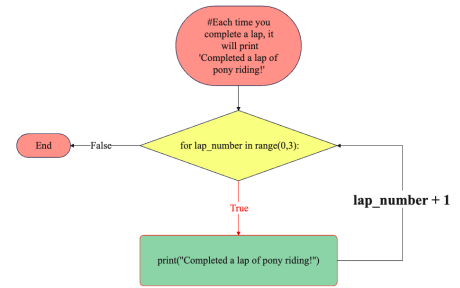 #Each time you
complete a lap, it
will print
'Completed a lap of
pony riding!'
End
False
for lap_number in range(0,3):
True
lap_number + 1
print("Completed a lap of pony riding!")